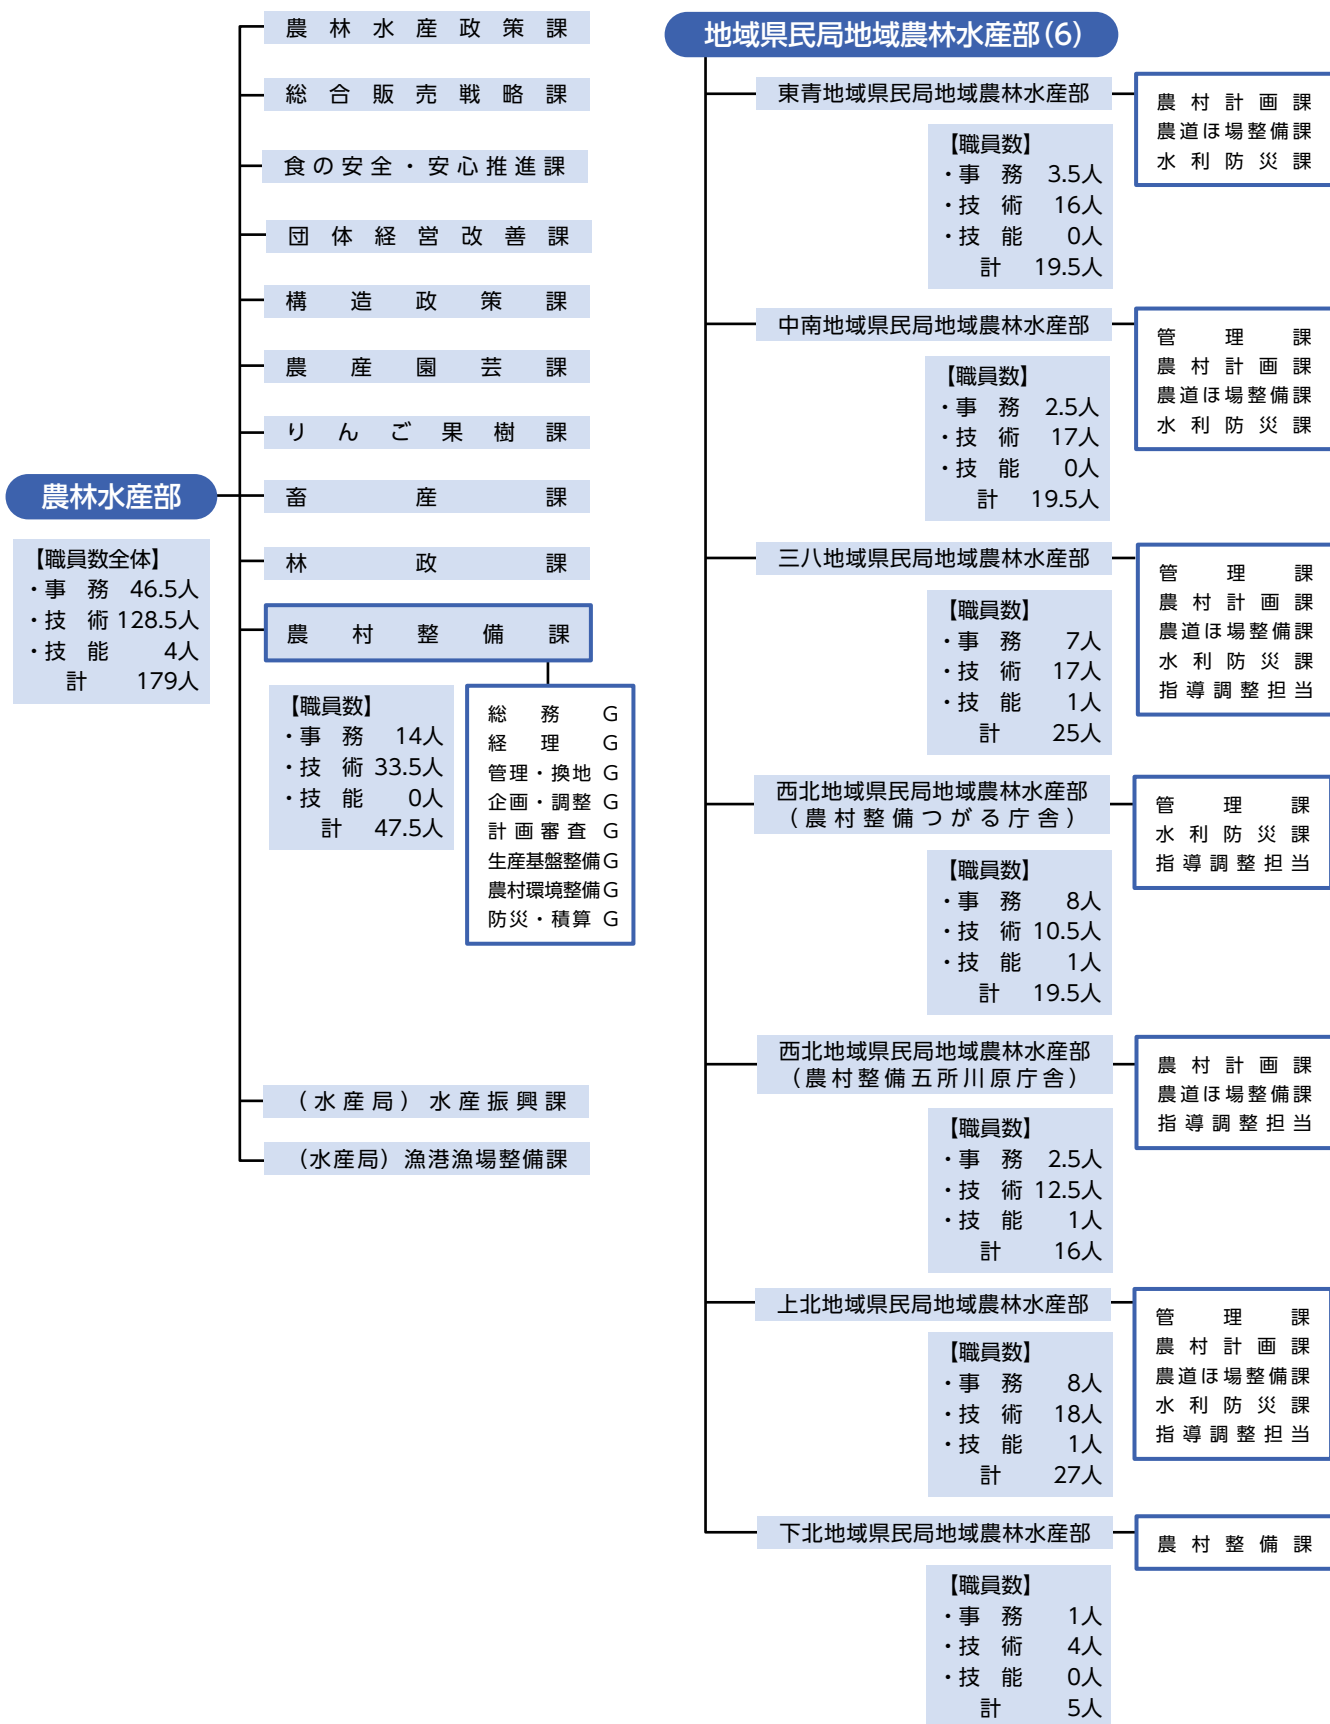 農林水産部
【職員数全体】
・事　務 46.5人
・技　術 128.5人
・技　能 4人
計 179人
農林水産政策課
総合販売戦略課
食の安全・安心推進課
団体経営改善課
構造政策課
農産園芸課
りんご果樹課
畜産課
林政課
農村整備課
【職員数】
・事　務 14人
・技　術 33.5人
・技　能 0人
計 47.5人
総務G
経理G
管理・換地G
企画・調整G
計画審査G
生産基盤整備G
農村環境整備G
防災・積算G
（水産局）水産振興課
（水産局）漁港漁場整備課
地域県民局地域農林水産部（6）
東青地域県民局地域農林水産部
【職員数】
・事　務 3.5人
・技　術 16人
・技　能 0人
計 19.5人
農村計画課
農道ほ場整備課
水利防災課
中南地域県民局地域農林水産部
【職員数】
・事　務 2.5人
・技　術 17人
・技　能 0人
計 19.5人
管理課
農村計画課
農道ほ場整備課
水利防災課
三八地域県民局地域農林水産部
【職員数】
・事　務 7人
・技　術 17人
・技　能 1人
計 25人
管理課
農村計画課
農道ほ場整備課
水利防災課
指導調整担当
西北地域県民局地域農林水産部
（農村整備つがる庁舎）
【職員数】
・事　務 8人
・技　術 10.5人
・技　能 1人
計 19.5人
管理課
水利防災課
指導調整担当
西北地域県民局地域農林水産部
（農村整備五所川原庁舎）
【職員数】
・事　務 2.5人
・技　術 12.5人
・技　能 1人
計 16人
農村計画課
農道ほ場整備課
指導調整担当
上北地域県民局地域農林水産部
【職員数】
・事　務 8人
・技　術 18人
・技　能 1人
計 27人
管理課
農村計画課
農道ほ場整備課
水利防災課
指導調整担当
下北地域県民局地域農林水産部
【職員数】
・事　務 1人
・技　術 4人
・技　能 0人
計 5人
農村整備課